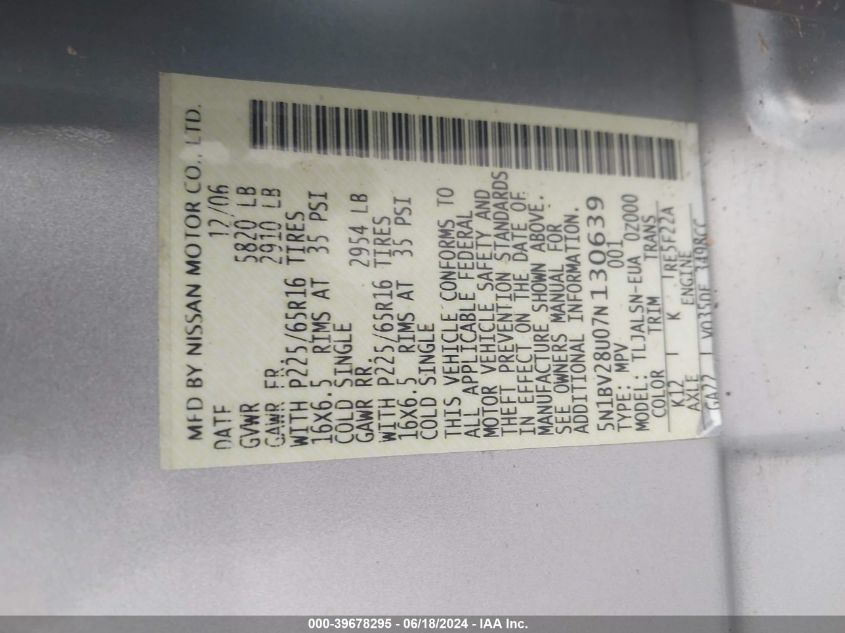 MFD BY NISSAN MOTOR CO., LTD.
DATE 12/06
GVWR 5820 LB
GAWR FR. 2910 LB
WITH P225/65R16 TIRES
16X6.5 RIMS AT 35 PSI
COLD SINGLE
GAWR RR. 2954 LB
WITH P225/65R16 TIRES
16X6.5 RIMS AT 35 PSI
COLD SINGLE
THIS VEHICLE CONFORMS TO
ALL APPLICABLE FEDERAL
MOTOR VEHICLE SAFETY AND
THEFT PREVENTION STANDARDS
IN EFFECT ON THE DATE OF
MANUFACTURE SHOWN ABOVE.
SEE OWNERS MANUAL FOR
ADDITIONAL INFORMATION.
5N1BV28U07N130639
TYPE: MPV 001
MODEL: TLJALSN-EUA 0Z000
COLOR TRIM TRANS
K12 K RE5F22A
AXLE ENGINE
GA22 VQ35DE 3498CC
000-39678295 - 06/18/2024 - IAA Inc.